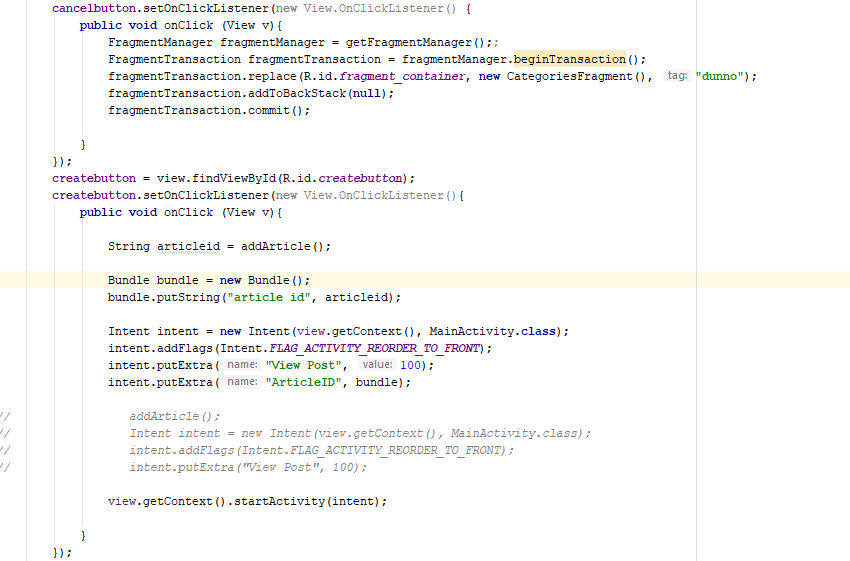 cancelbutton.setOnClickListener(new View.OnClickListener() {
public void onClick (View v){
FragmentManager fragmentManager = getFragmentManager();;
FragmentTransaction fragmentTransaction = fragmentManager.beginTransaction();
fragmentTransaction.replace(R.id.fragment_container, new CategoriesFragment(), tag: "dunno");
fragmentTransaction.addToBackStack(null);
fragmentTransaction.commit();
}
});
createbutton = view.findViewById(R.id.createbutton);
createbutton.setOnClickListener(new View.OnClickListener(){
public void onClick (View v){
String articleid = addArticle();
Bundle bundle = new Bundle();
bundle.putString("article id", articleid);
Intent intent = new Intent(view.getContext(), MainActivity.class);
intent.addFlags(Intent.FLAG_ACTIVITY_REORDER_TO_FRONT);
intent.putExtra( name: "View Post", value: 100);
intent.putExtra( name: "ArticleID", bundle);
// addArticle();
// Intent intent = new Intent(view.getContext(), MainActivity.class);
// intent.addFlags(Intent.FLAG_ACTIVITY_REORDER_TO_FRONT);
// intent.putExtra("View Post", 100);
view.getContext().startActivity(intent);
}
});